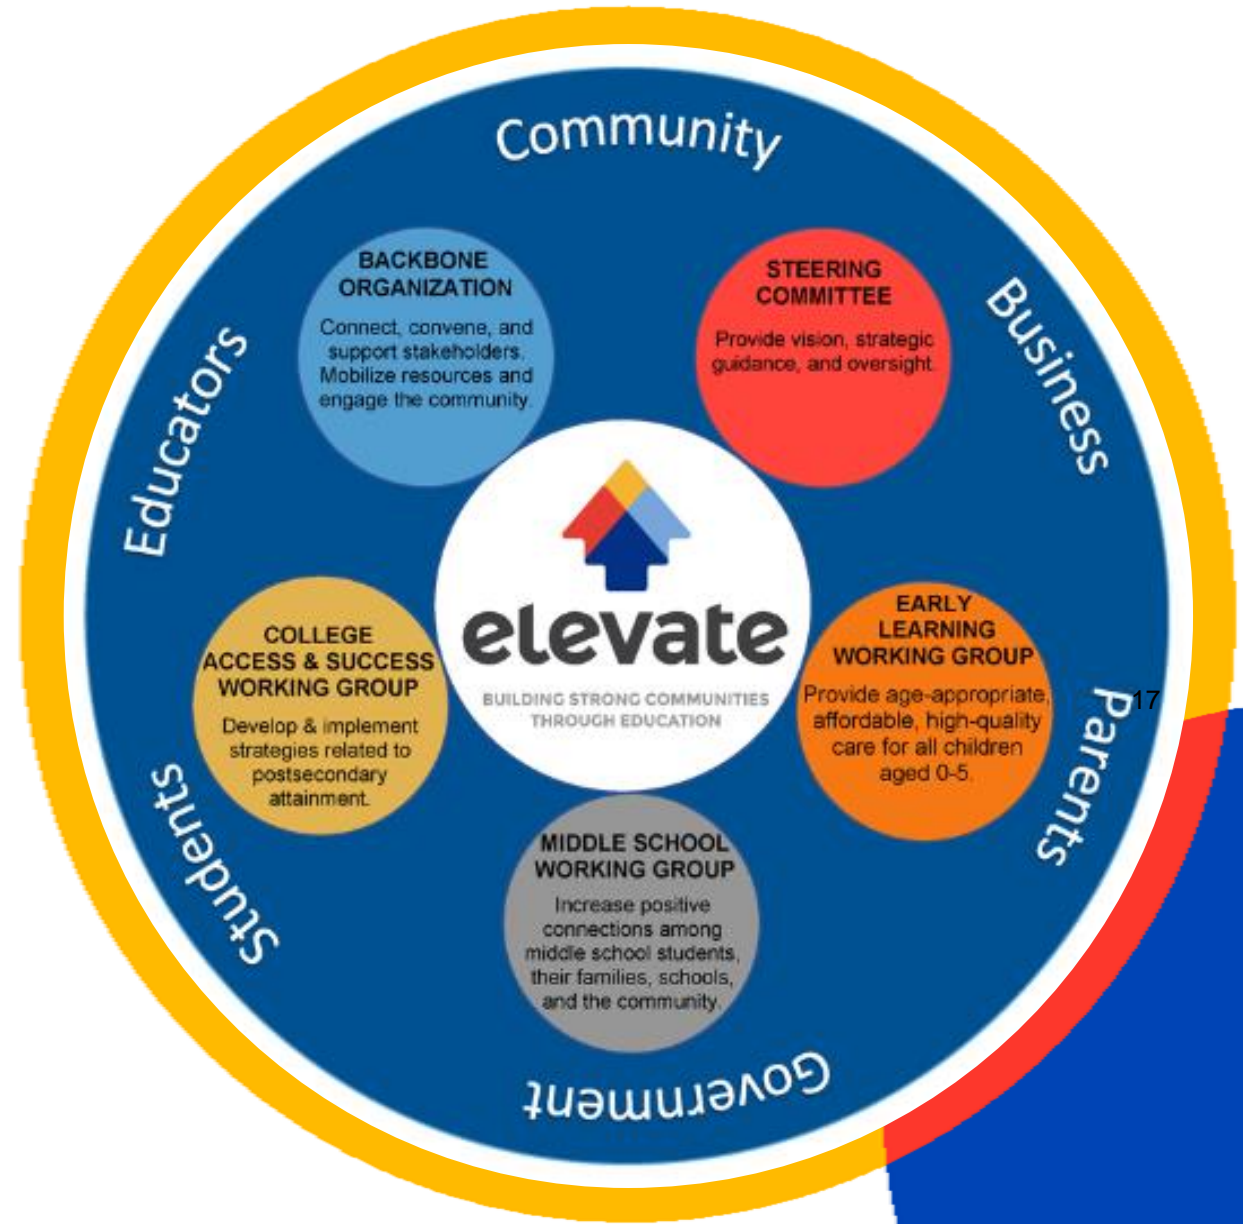 Community
Business
Parents
Government
Students
Educators
BACKBONE
ORGANIZATION
Connect, convene, and
support stakeholders.
Mobilize resources and
engage the community.
STEERING
COMMITTEE
Provide vision, strategic
guidance, and oversight.
elevate
BUILDING STRONG COMMUNITIES
THROUGH EDUCATION
COLLEGE
ACCESS & SUCCESS
WORKING GROUP
Develop & implement
strategies related to
postsecondary
attainment.
EARLY
LEARNING
WORKING GROUP
Provide age-appropriate,
affordable, high-quality
care for all children
aged 0-5.
17
MIDDLE SCHOOL
WORKING GROUP
Increase positive
connections among
middle school students,
their families, schools,
and the community.